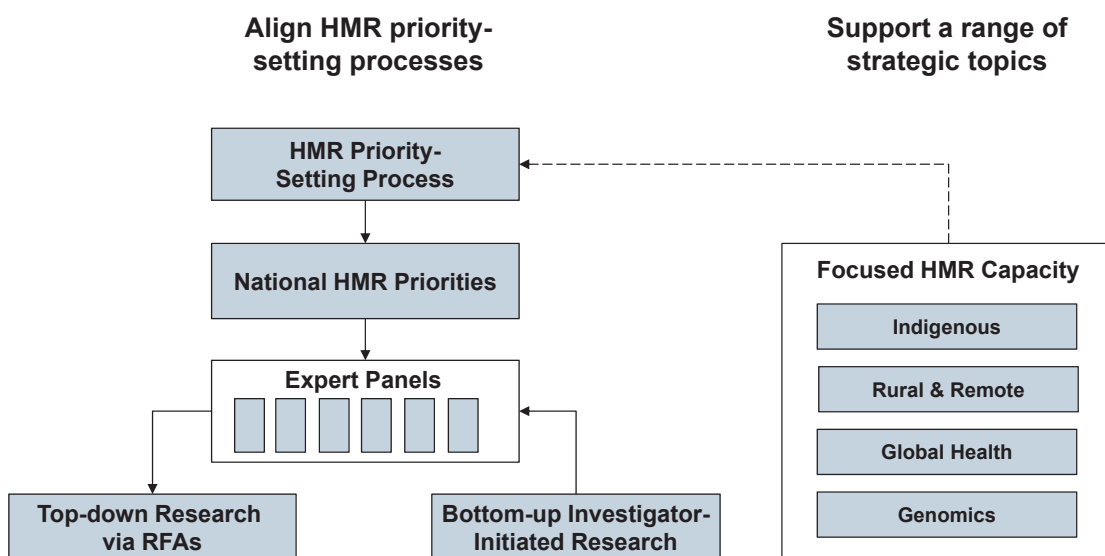 Align HMR priority-
setting processes
Support a range of
strategic topics
HMR Priority-
Setting Process
National HMR Priorities
Expert Panels
Top-down Research
via RFAs
Bottom-up Investigator-
Initiated Research
Focused HMR Capacity
Indigenous
Rural & Remote
Global Health
Genomics